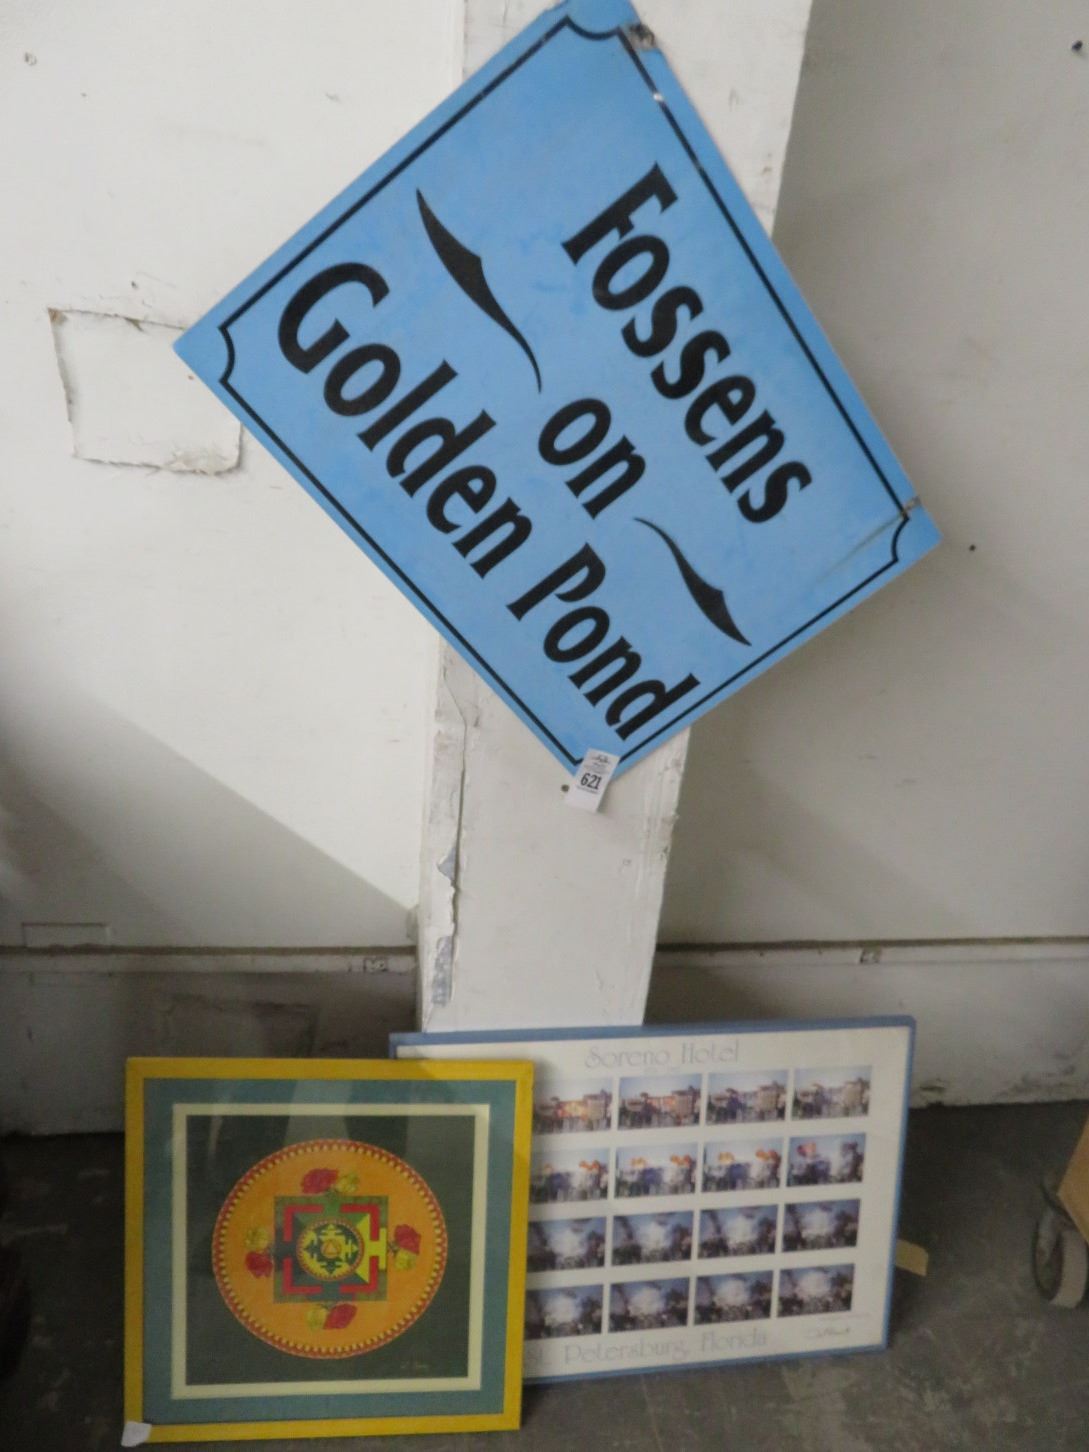 Fossens
on
Golden Pond
621
Soreno Hotel
St. Petersburg, Florida